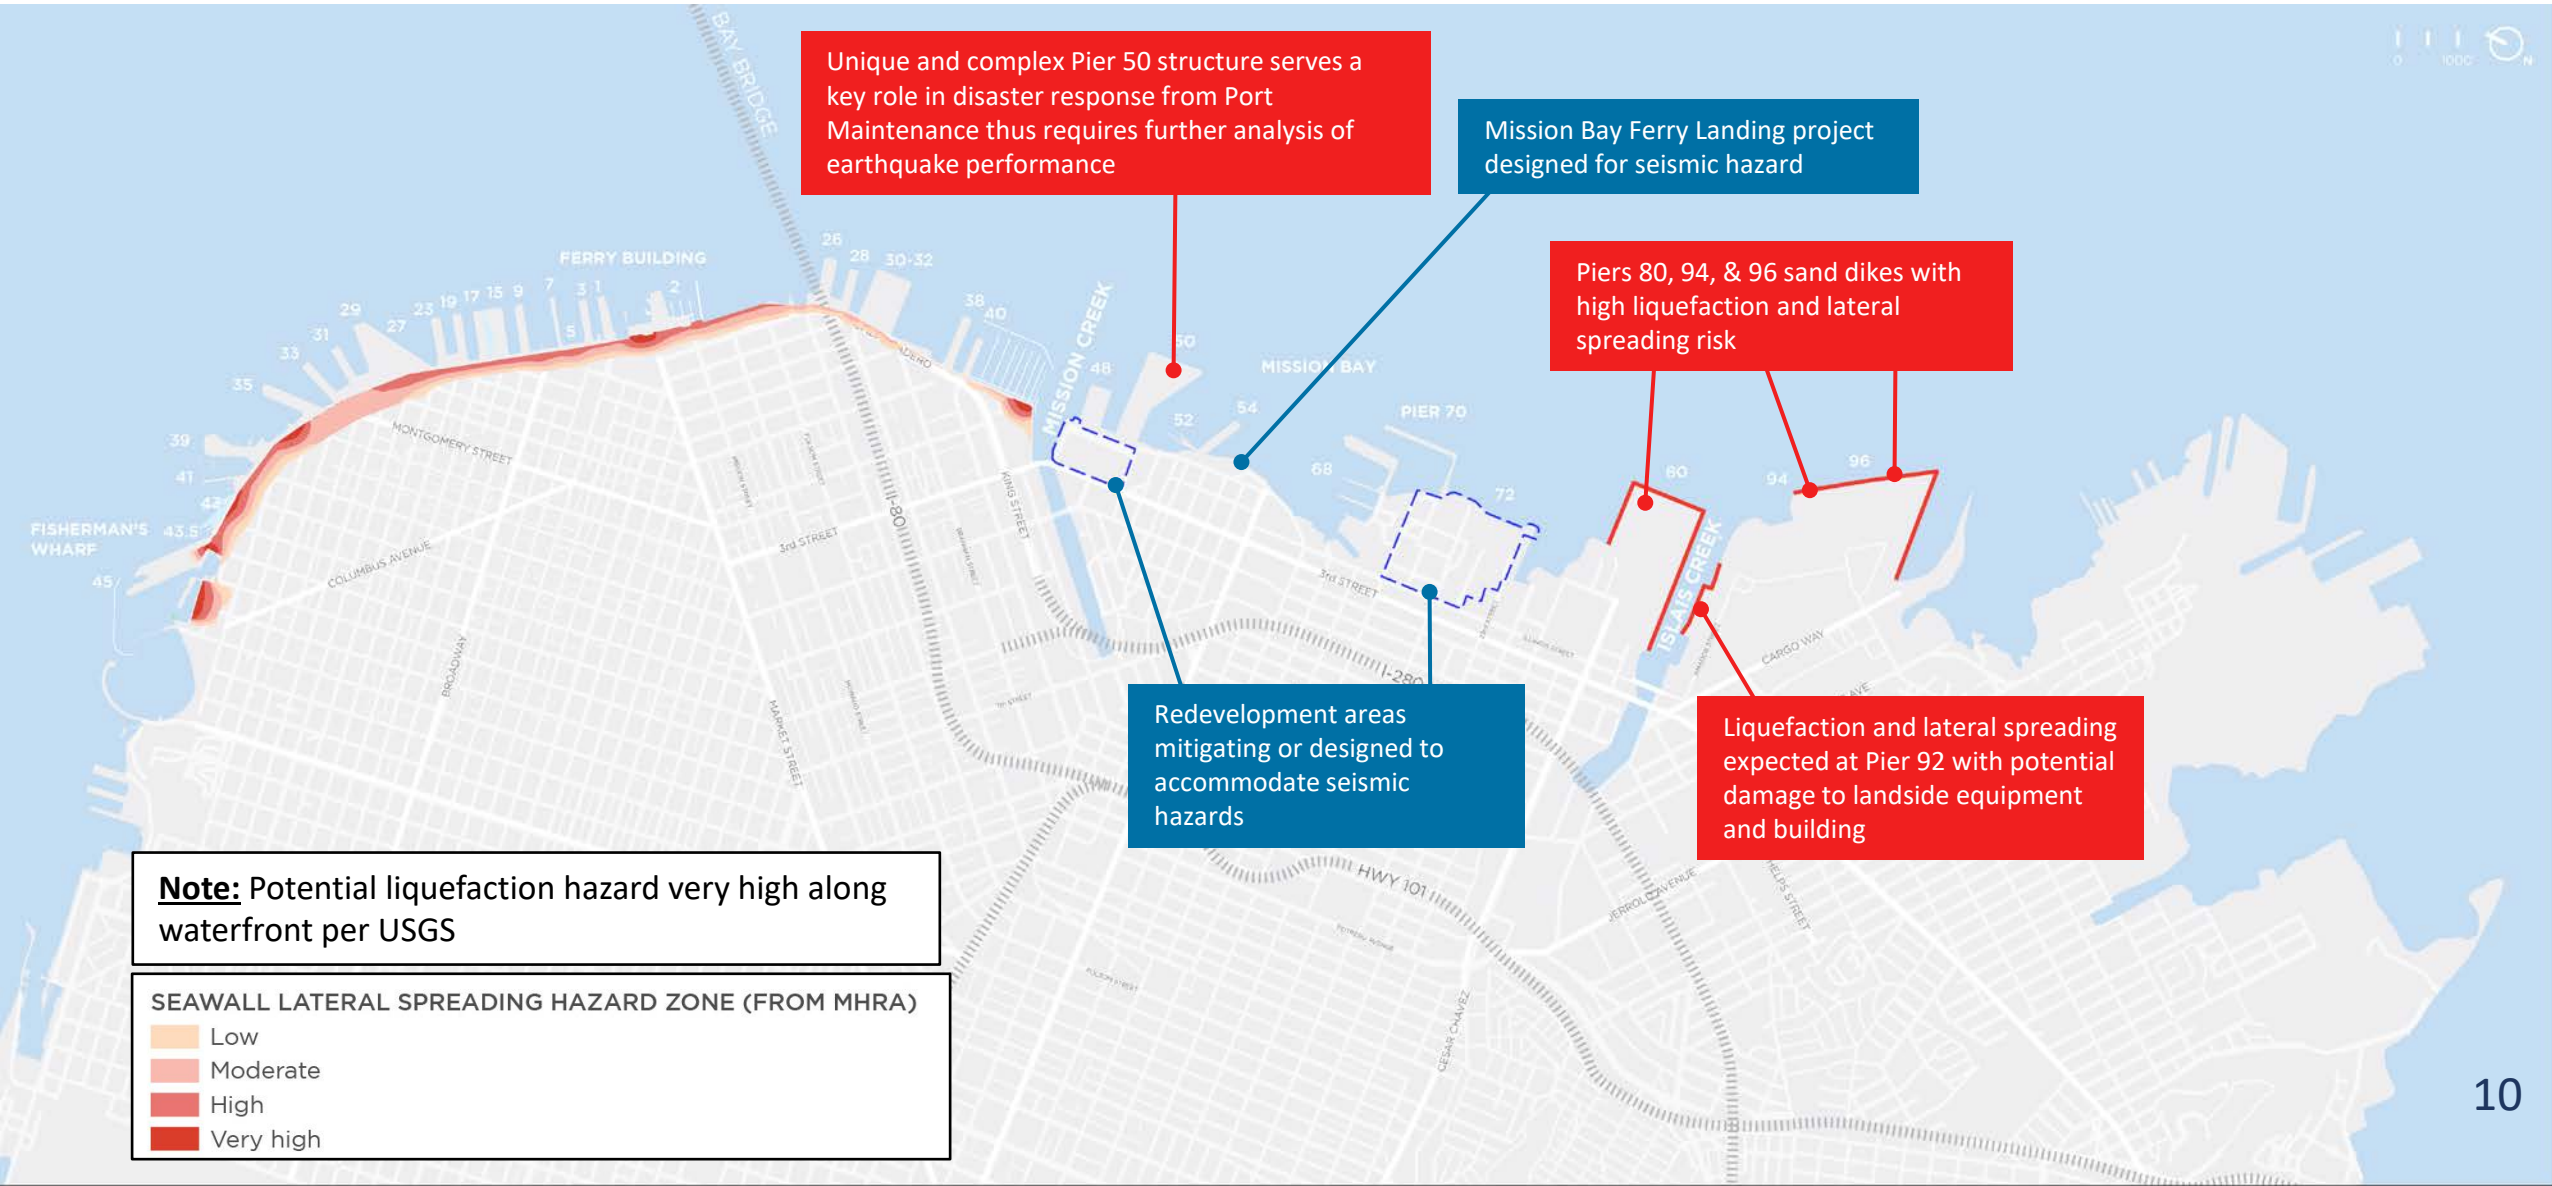 BAY BRIDGE
Unique and complex Pier 50 structure serves a
key role in disaster response from Port
Maintenance thus requires further analysis of
earthquake performance
Mission Bay Ferry Landing project
designed for seismic hazard
Piers 80, 94, & 96 sand dikes with
high liquefaction and lateral
spreading risk
0
1000
N
FERRY BUILDING
26
28
30-32
38
40
MISSION CREEK
48
50
MISSION BAY
52
54
PIER 70
68
72
80
94
96
ISLAIS CREEK
2
1
3
5
7
9
15
17
19
23
27
29
31
33
35
39
41
43.5
45
FISHERMAN'S
WHARF
MONTGOMERY STREET
COLUMBUS AVENUE
BROADWAY
3rd STREET
MARKET STREET
KING STREET
I-80
3rd STREET
I-280
CARGO WAY
HWY 101
CESAR CHAVEZ
JERROLD AVENUE
Redevelopment areas
mitigating or designed to
accommodate seismic
hazards
Liquefaction and lateral spreading
expected at Pier 92 with potential
damage to landside equipment
and building
Note: Potential liquefaction hazard very high along
waterfront per USGS
SEAWALL LATERAL SPREADING HAZARD ZONE (FROM MHRA)
Low
Moderate
High
Very high
10